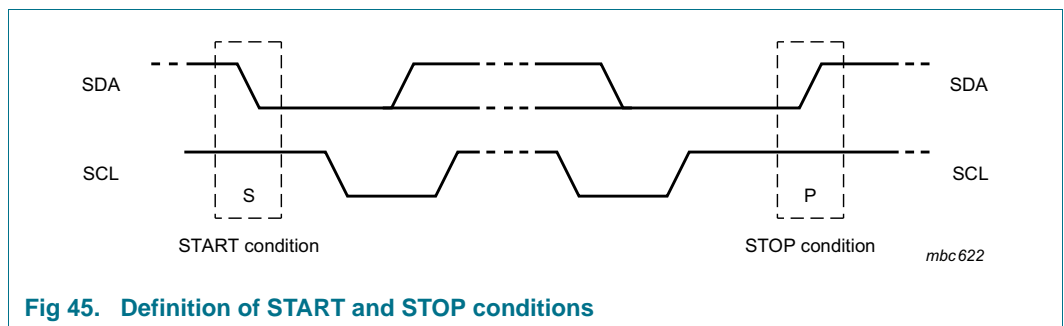 SDA SDA
SCL SCL
S P
START condition STOP condition
mbc622
Fig 45. Definition of START and STOP conditions